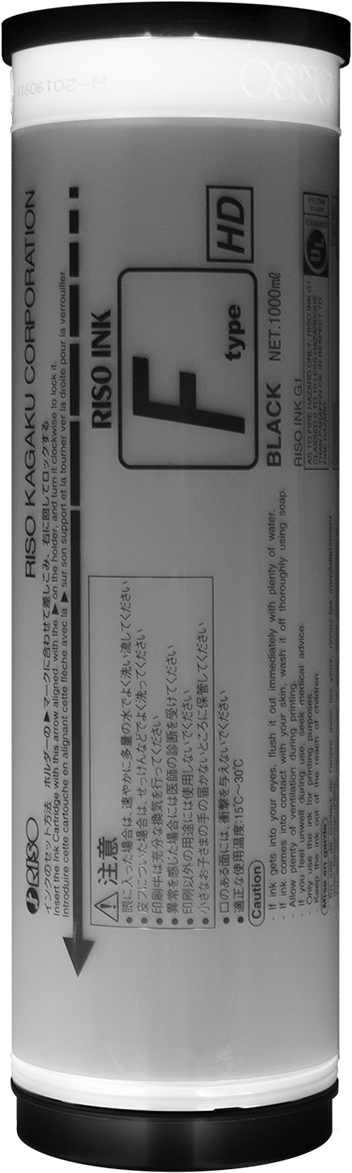 RISO
RISO KAGAKU CORPORATION
インクのセット方法 ホルダーの▶マークに合わせて差しこみ、右に回してロックする
Insert the Ink Cartridge with this arrow aligned with the ▶ on the holder, and turn it clockwise to lock it.
Introduire cette cartouche en alignant cette flèche avec la ▶ sur son support et la tourner ver la droite pour la verrouiller.
RISO INK
F type
HD
BLACK NET.1000mℓ
RISO INK G1
UL
⚠注意
●眼に入った場合は、速やかに多量の水でよく洗い流してください
●皮フについた場合は、せっけんなどでよく洗ってください
●印刷中は充分な換気を行ってください
●異常を感じた場合には医師の診断を受けてください
●印刷以外の用途には使用しないでください
●小さなお子さまの手の届かないところに保管してください
●口のある面には、衝撃を与えないでください
●適正な使用温度:15℃~30℃
Caution
- If ink gets into your eyes, flush it out immediately with plenty of water.
- If ink comes into contact with your skin, wash it off thoroughly using soap.
- Allow plenty of ventilation during printing.
- If you feel unwell during use, seek medical advice.
- Only use the ink for printing purposes.
- Keep the ink out of the reach of children.
Mise en garde